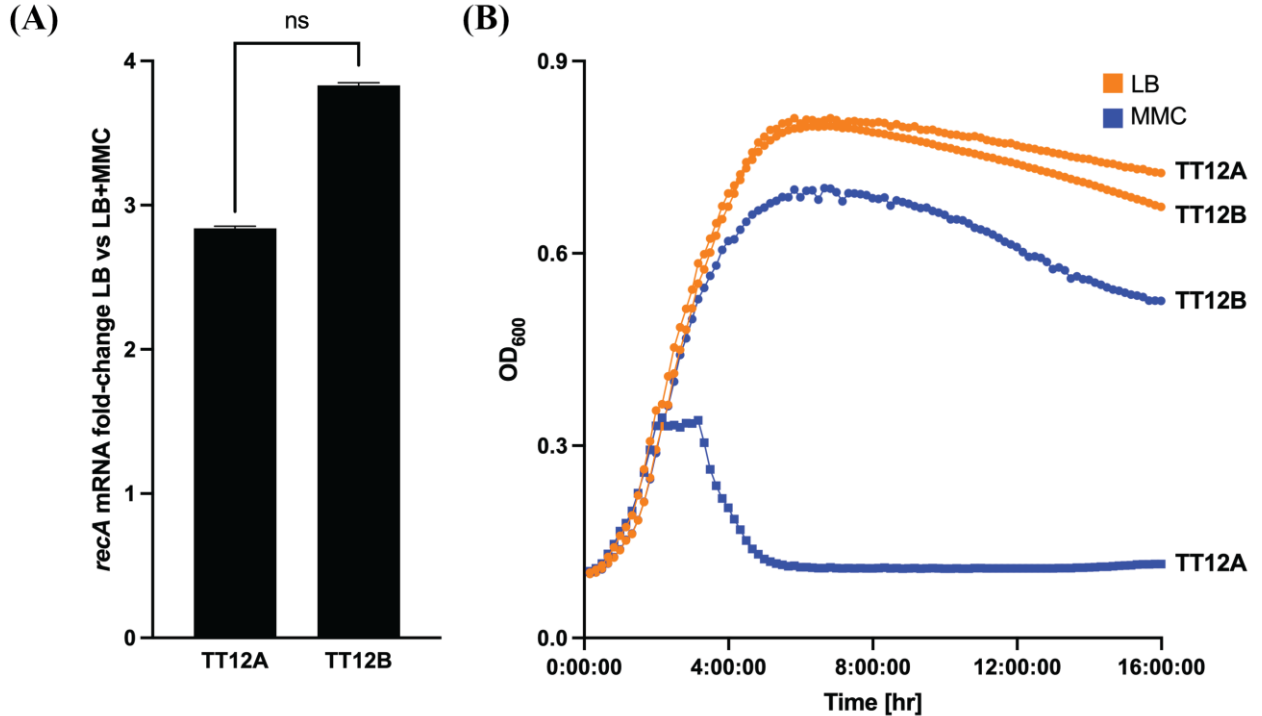 (A)
ns
recA mRNA fold-change LB vs LB+MMC
4
3
2
1
0
TT12A TT12B
(B)
LB
MMC
OD600
0.9
0.6
0.3
0.0
TT12A
TT12B
TT12B
TT12A
0:00:00 4:00:00 8:00:00 12:00:00 16:00:00
Time [hr]